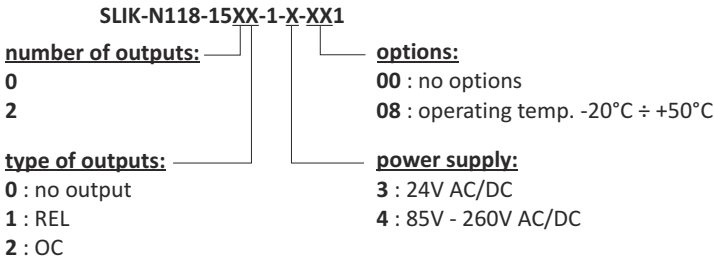 SLIK-N118-15XX-1-X-XX1
number of outputs:
0
2
type of outputs:
0 : no output
1 : REL
2 : OC
options:
00 : no options
08 : operating temp. -20°C ÷ +50°C
power supply:
3 : 24V AC/DC
4 : 85V - 260V AC/DC